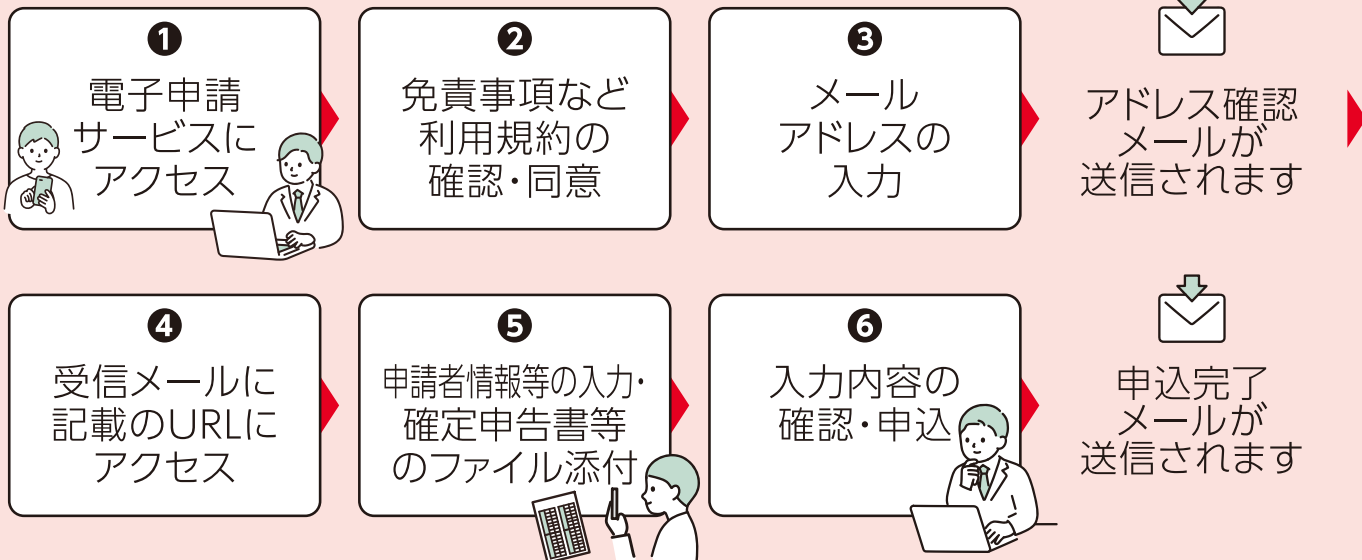 ❶
電子申請
サービスに
アクセス
❷
免責事項など
利用規約の
確認・同意
❸
メール
アドレスの
入力
アドレス確認
メールが
送信されます
❹
受信メールに
記載のURLに
アクセス
❺
申請者情報等の入力・
確定申告書等
のファイル添付
❻
入力内容の
確認・申込
申込完了
メールが
送信されます